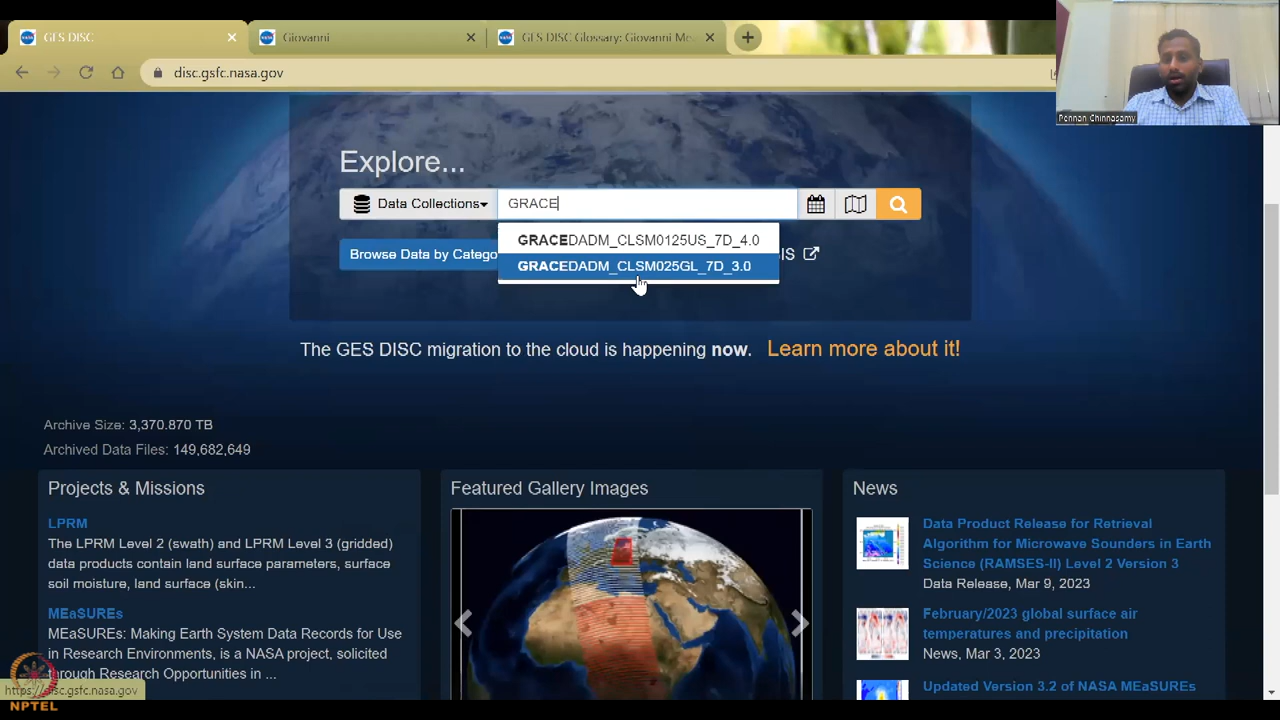 GES DISC
Giovanni
GES DISC Glossary: Giovanni Me
disc.gsfc.nasa.gov
Pennan Chinnasamy
Explore...
Data Collections
GRACE
GRACEDADM_CLSM0125US_7D_4.0
GRACEDADM_CLSM025GL_7D_3.0
Browse Data by Catego
IS
The GES DISC migration to the cloud is happening now. Learn more about it!
Archive Size: 3,370.870 TB
Archived Data Files: 149,682,649
Projects & Missions
LPRM
The LPRM Level 2 (swath) and LPRM Level 3 (gridded)
data products contain land surface parameters, surface
soil moisture, land surface (skin...
MEaSUREs
MEaSUREs: Making Earth System Data Records for Use
in Research Environments, is a NASA project, solicited
through Research Opportunities in ...
Featured Gallery Images
News
Data Product Release for Retrieval
Algorithm for Microwave Sounders in Earth
Science (RAMSES-II) Level 2 Version 3
Data Release, Mar 9, 2023
February/2023 global surface air
temperatures and precipitation
News, Mar 3, 2023
Updated Version 3.2 of NASA MEaSUREs
https://disc.gsfc.nasa.gov
NPTEL